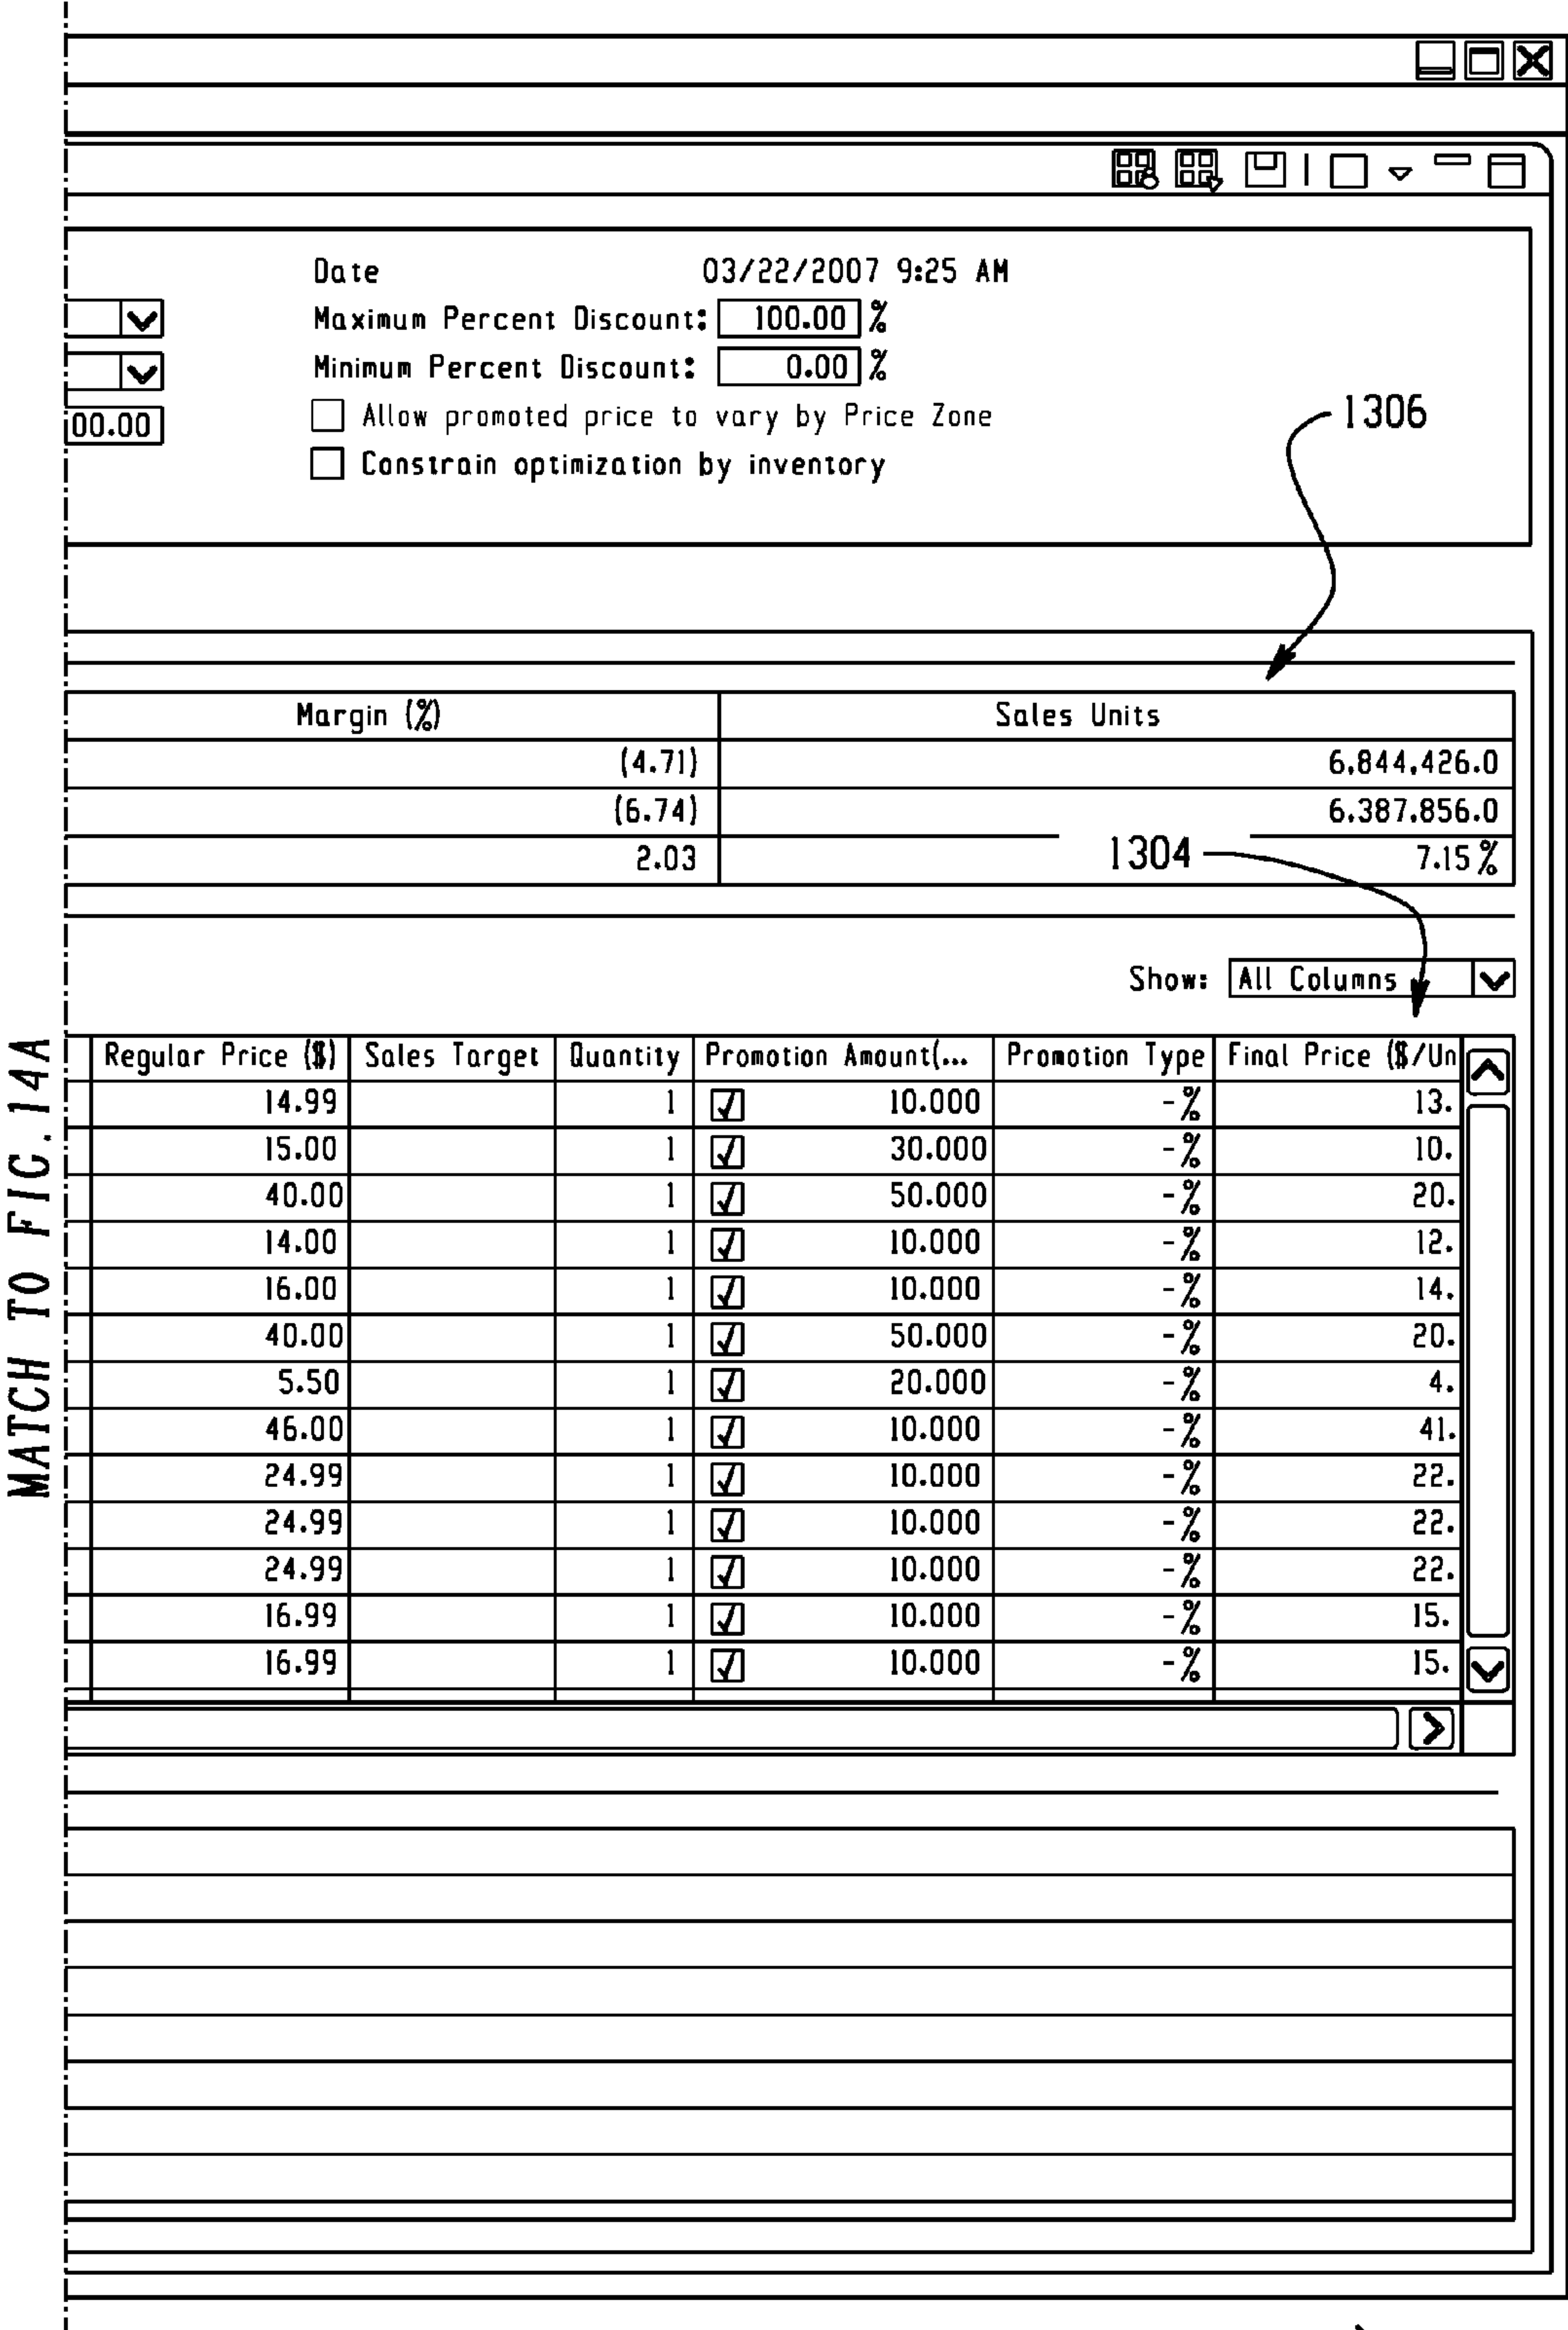 Date 03/22/2007 9:25 AM
Maximum Percent Discount: 100.00 %
Minimum Percent Discount: 0.00 %
00.00
Allow promoted price to vary by Price Zone
1306
Constrain optimization by inventory
Margin (%) Sales Units
(4.71) 6,844,426.0
(6.74) 6,387,856.0
1304
2.03 7.15%
Show: All Columns
MATCH TO FIG.14A
Regular Price ($) Sales Target Quantity Promotion Amount(... Promotion Type Final Price ($/Un
14.99 1 10.000 -% 13.
15.00 1 30.000 -% 10.
40.00 1 50.000 -% 20.
14.00 1 10.000 -% 12.
16.00 1 10.000 -% 14.
40.00 1 50.000 -% 20.
5.50 1 20.000 -% 4.
46.00 1 10.000 -% 41.
24.99 1 10.000 -% 22.
24.99 1 10.000 -% 22.
24.99 1 10.000 -% 22.
16.99 1 10.000 -% 15.
16.99 1 10.000 -% 15.